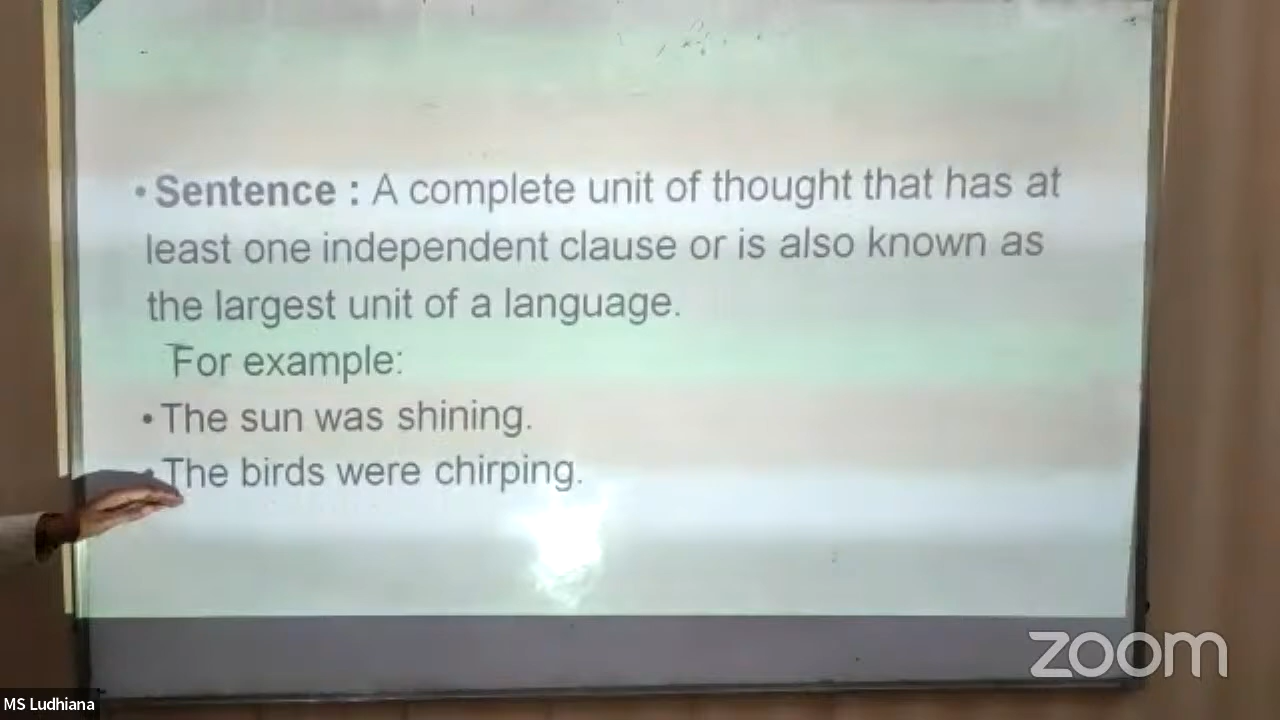 • Sentence : A complete unit of thought that has at
least one independent clause or is also known as
the largest unit of a language.
For example:
• The sun was shining.
• The birds were chirping.
zoom
MS Ludhiana